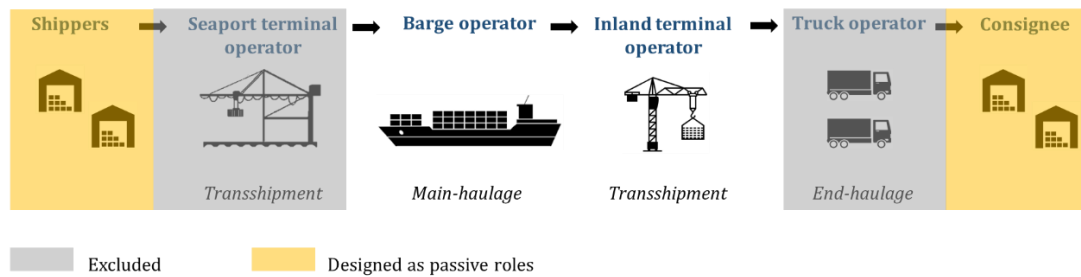 Shippers
Seaport terminal
operator
Barge operator
Inland terminal
operator
Truck operator
Consignee
Transshipment
Main-haulage
Transshipment
End-haulage
Excluded
Designed as passive roles